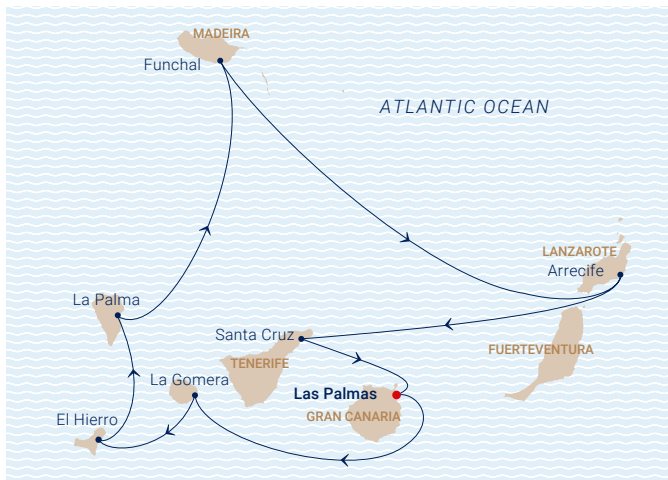 MADEIRA
Funchal
ATLANTIC OCEAN
LANZAROTE
Arrecife
La Palma
Santa Cruz
FUERTEVENTURA
TENERIFE
La Gomera
Las Palmas
GRAN CANARIA
El Hierro